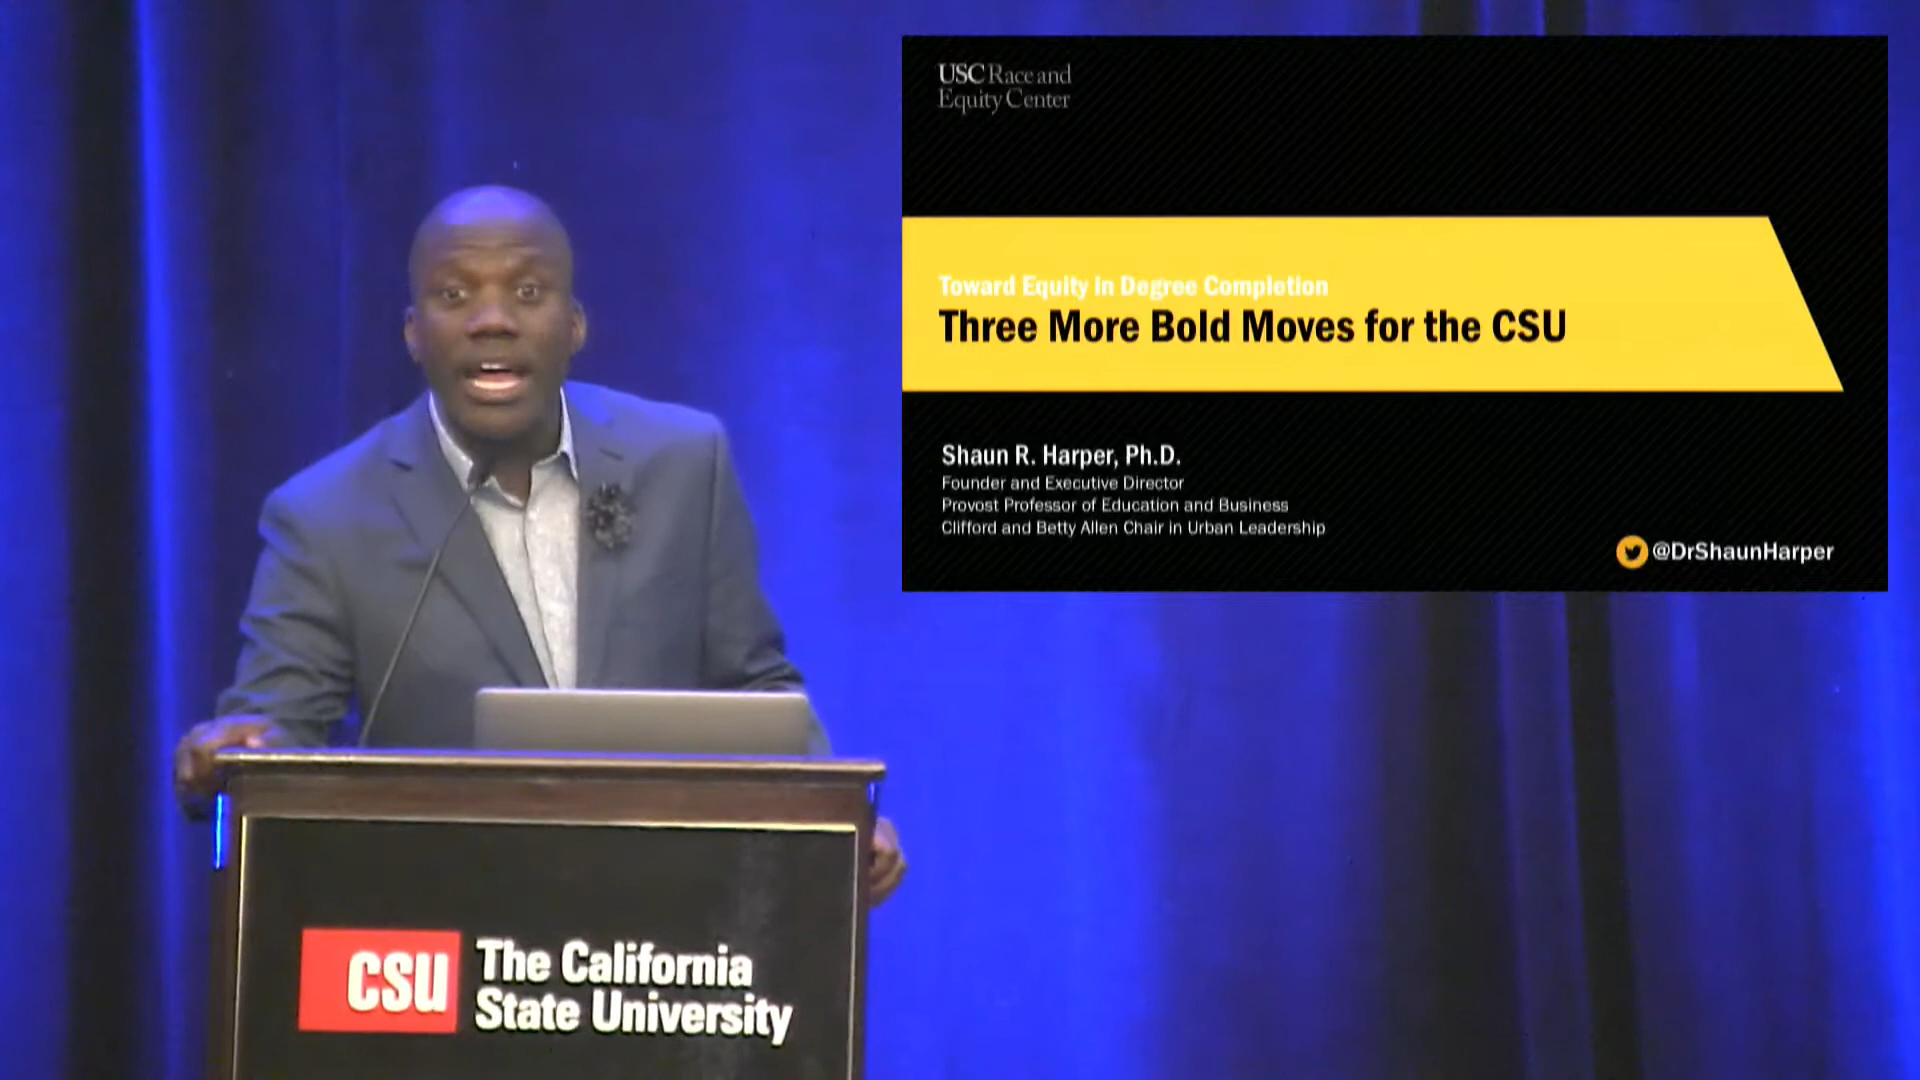 USC Race and
Equity Center
Toward Equity in Degree Completion
Three More Bold Moves for the CSU
Shaun R. Harper, Ph.D.
Founder and Executive Director
Provost Professor of Education and Business
Clifford and Betty Allen Chair in Urban Leadership
@DrShaunHarper
CSU The California
State University